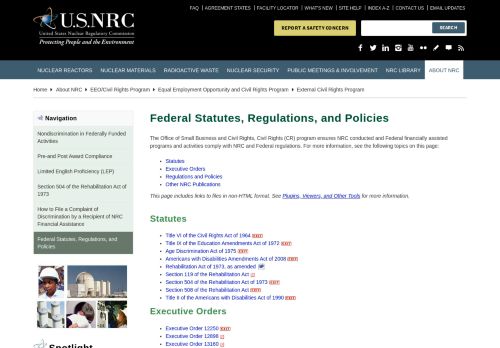 FAQ | AGREEMENT STATES | FACILITY LOCATOR | WHAT'S NEW | SITE HELP | INDEX A-Z | CONTACT US | EMAIL UPDATES
U.S.NRC
United States Nuclear Regulatory Commission
Protecting People and the Environment
REPORT A SAFETY CONCERN
SEARCH
NUCLEAR REACTORS NUCLEAR MATERIALS RADIOACTIVE WASTE NUCLEAR SECURITY PUBLIC MEETINGS & INVOLVEMENT NRC LIBRARY ABOUT NRC
Home › About NRC › EEO/Civil Rights Program › Equal Employment Opportunity and Civil Rights Program › External Civil Rights Program
Navigation
Nondiscrimination in Federally Funded
Activities
Pre-and Post Award Compliance
Limited English Proficiency (LEP)
Section 504 of the Rehabilitation Act of
1973
How to File a Complaint of
Discrimination by a Recipient of NRC
Financial Assistance
Federal Statutes, Regulations, and
Policies
Spotlight
Federal Statutes, Regulations, and Policies
The Office of Small Business and Civil Rights, Civil Rights (CR) program ensures NRC conducted and Federal financially assisted
programs and activities comply with NRC and Federal regulations. For more information, see the following topics on this page:
Statutes
Executive Orders
Regulations and Policies
Other NRC Publications
This page includes links to files in non-HTML format. See Plugins, Viewers, and Other Tools for more information.
Statutes
Title VI of the Civil Rights Act of 1964
Title IX of the Education Amendments Act of 1972
Age Discrimination Act of 1975
Americans with Disabilities Amendments Act of 2008
Rehabilitation Act of 1973, as amended
Section 119 of the Rehabilitation Act
Section 504 of the Rehabilitation Act of 1973
Section 508 of the Rehabilitation Act
Title II of the Americans with Disabilities Act of 1990
Executive Orders
Executive Order 12250
Executive Order 12898
Executive Order 13160